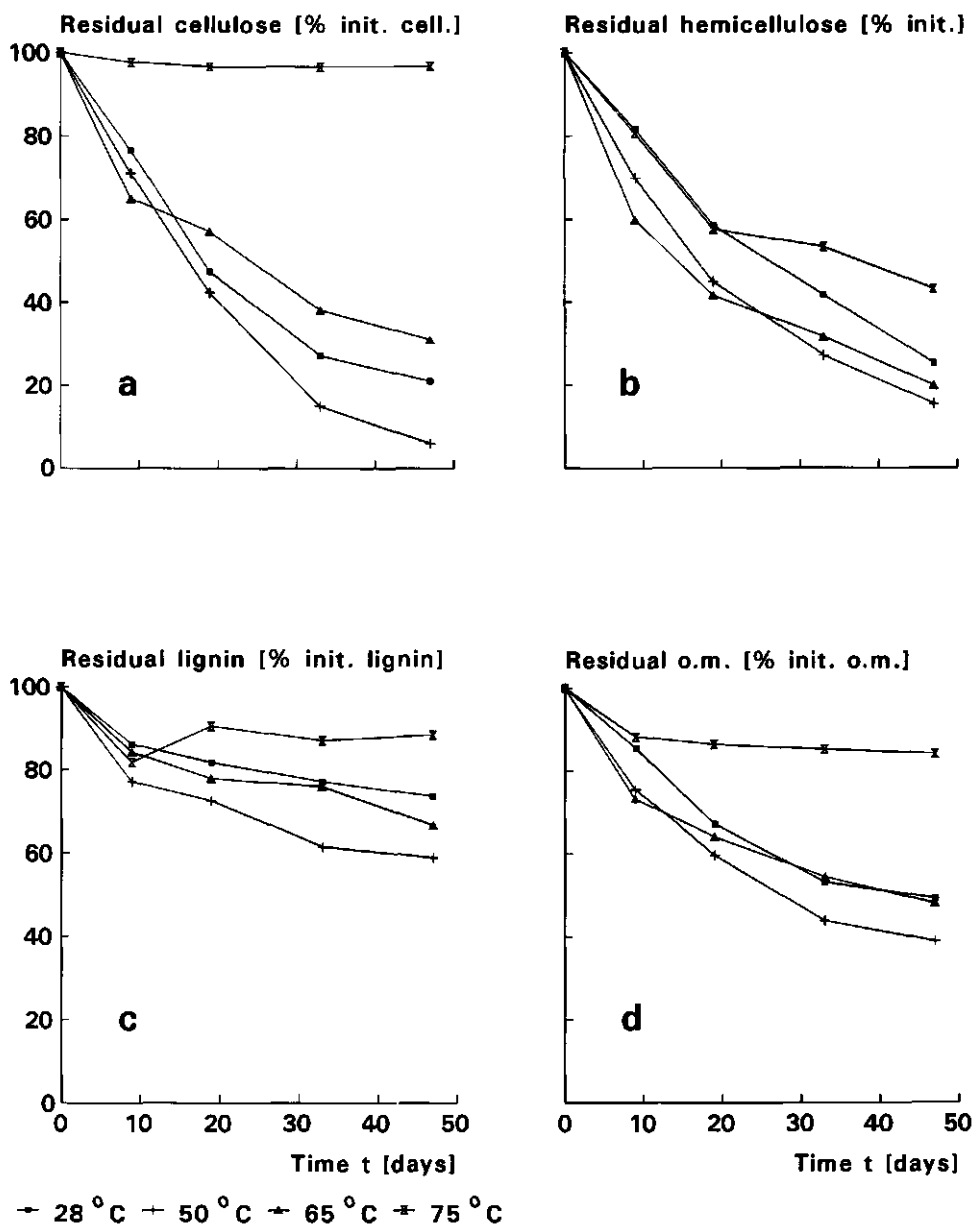 Residual cellulose [% init. cell.]
Residual hemicellulose [% init.]
100
80
60
40
20
0
a
b
Residual lignin [% init. lignin]
Residual o.m. [% init. o.m.]
100
80
60
40
20
0
c
d
0 10 20 30 40 50
0 10 20 30 40 50
Time t [days]
Time t [days]
28 °C 50 °C 65 °C 75 °C